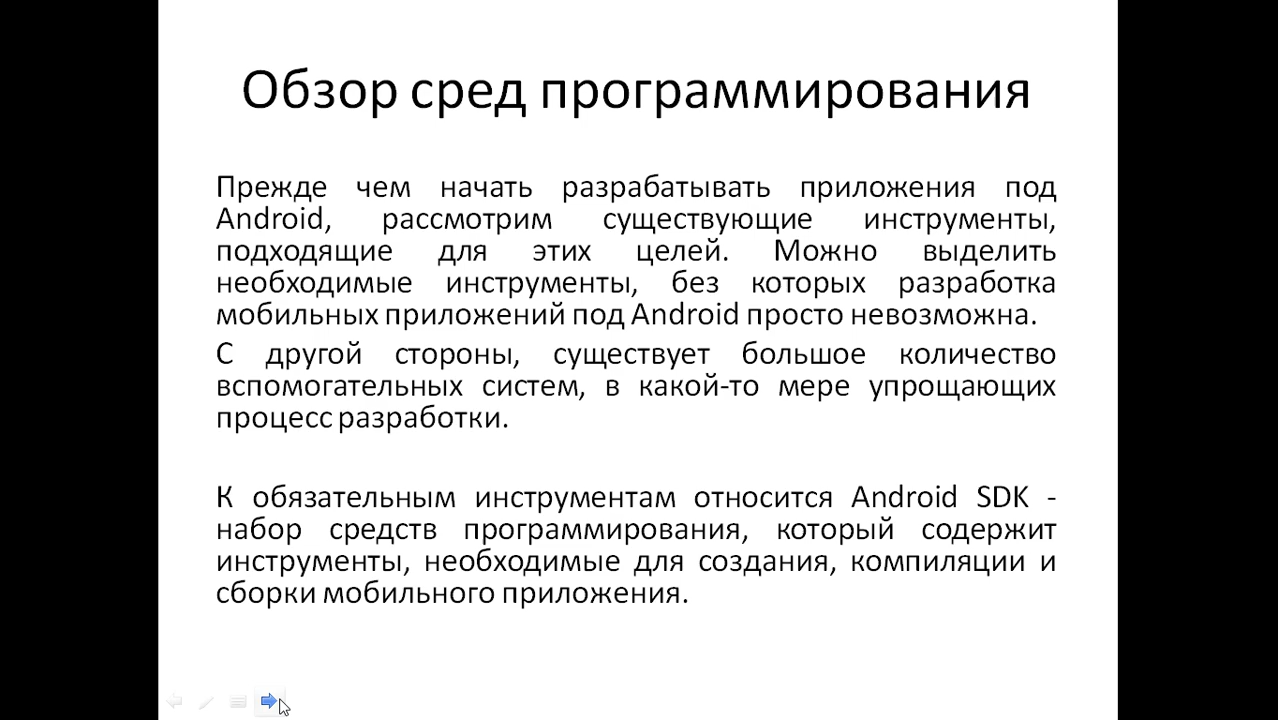 Обзор сред программирования
Прежде чем начать разрабатывать приложения под
Android, рассмотрим существующие инструменты,
подходящие для этих целей. Можно выделить
необходимые инструменты, без которых разработка
мобильных приложений под Android просто невозможна.
С другой стороны, существует большое количество
вспомогательных систем, в какой-то мере упрощающих
процесс разработки.
К обязательным инструментам относится Android SDK -
набор средств программирования, который содержит
инструменты, необходимые для создания, компиляции и
сборки мобильного приложения.